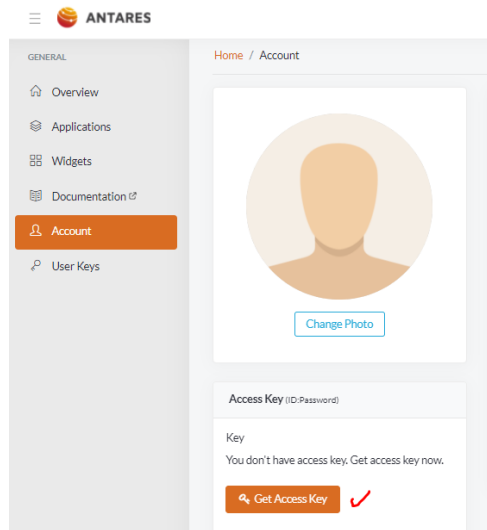 ANTARES
GENERAL
Overview
Applications
Widgets
Documentation
Account
User Keys
Home / Account
Change Photo
Access Key (ID:Password)
Key
You don't have access key. Get access key now.
Get Access Key